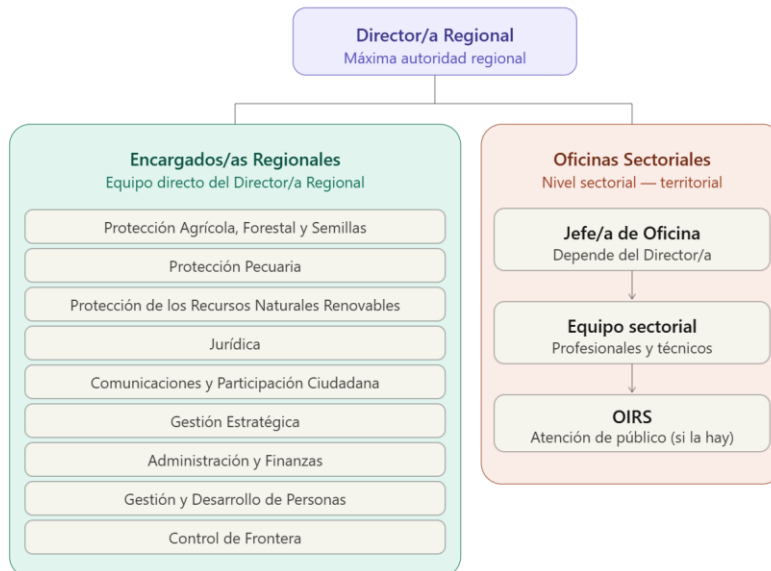 Director/a Regional
Máxima autoridad regional
Encargados/as Regionales
Equipo directo del Director/a Regional
Protección Agrícola, Forestal y Semillas
Protección Pecuaria
Protección de los Recursos Naturales Renovables
Jurídica
Comunicaciones y Participación Ciudadana
Gestión Estratégica
Administración y Finanzas
Gestión y Desarrollo de Personas
Control de Frontera
Oficinas Sectoriales
Nivel sectorial — territorial
Jefe/a de Oficina
Depende del Director/a
Equipo sectorial
Profesionales y técnicos
OIRS
Atención de público (si la hay)